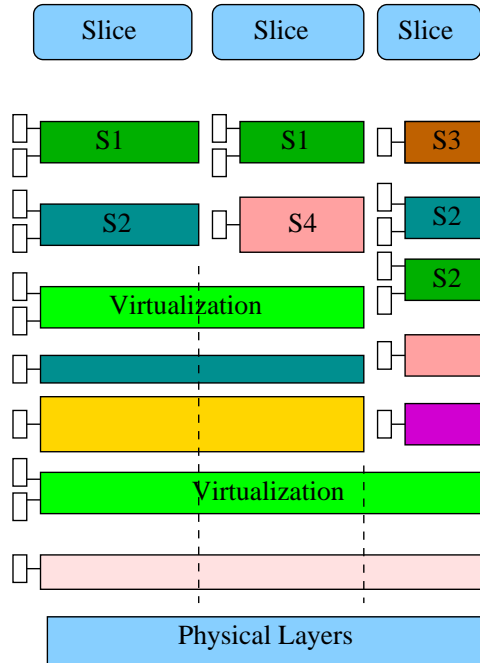 Slice Slice Slice
S1 S1 S3
S2 S4 S2
S2
Virtualization
Virtualization
Physical Layers